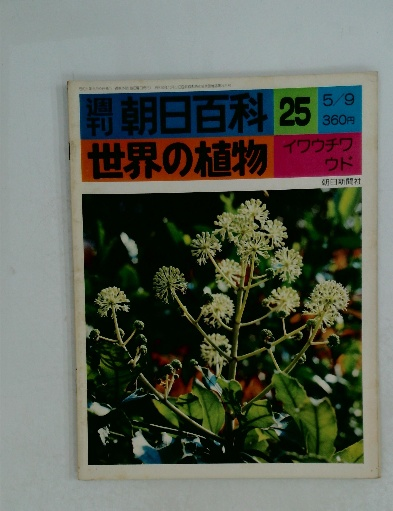 週刊 朝日百科 25 5/9
360円
世界の植物 イワウチワ
ウド
朝日新聞社